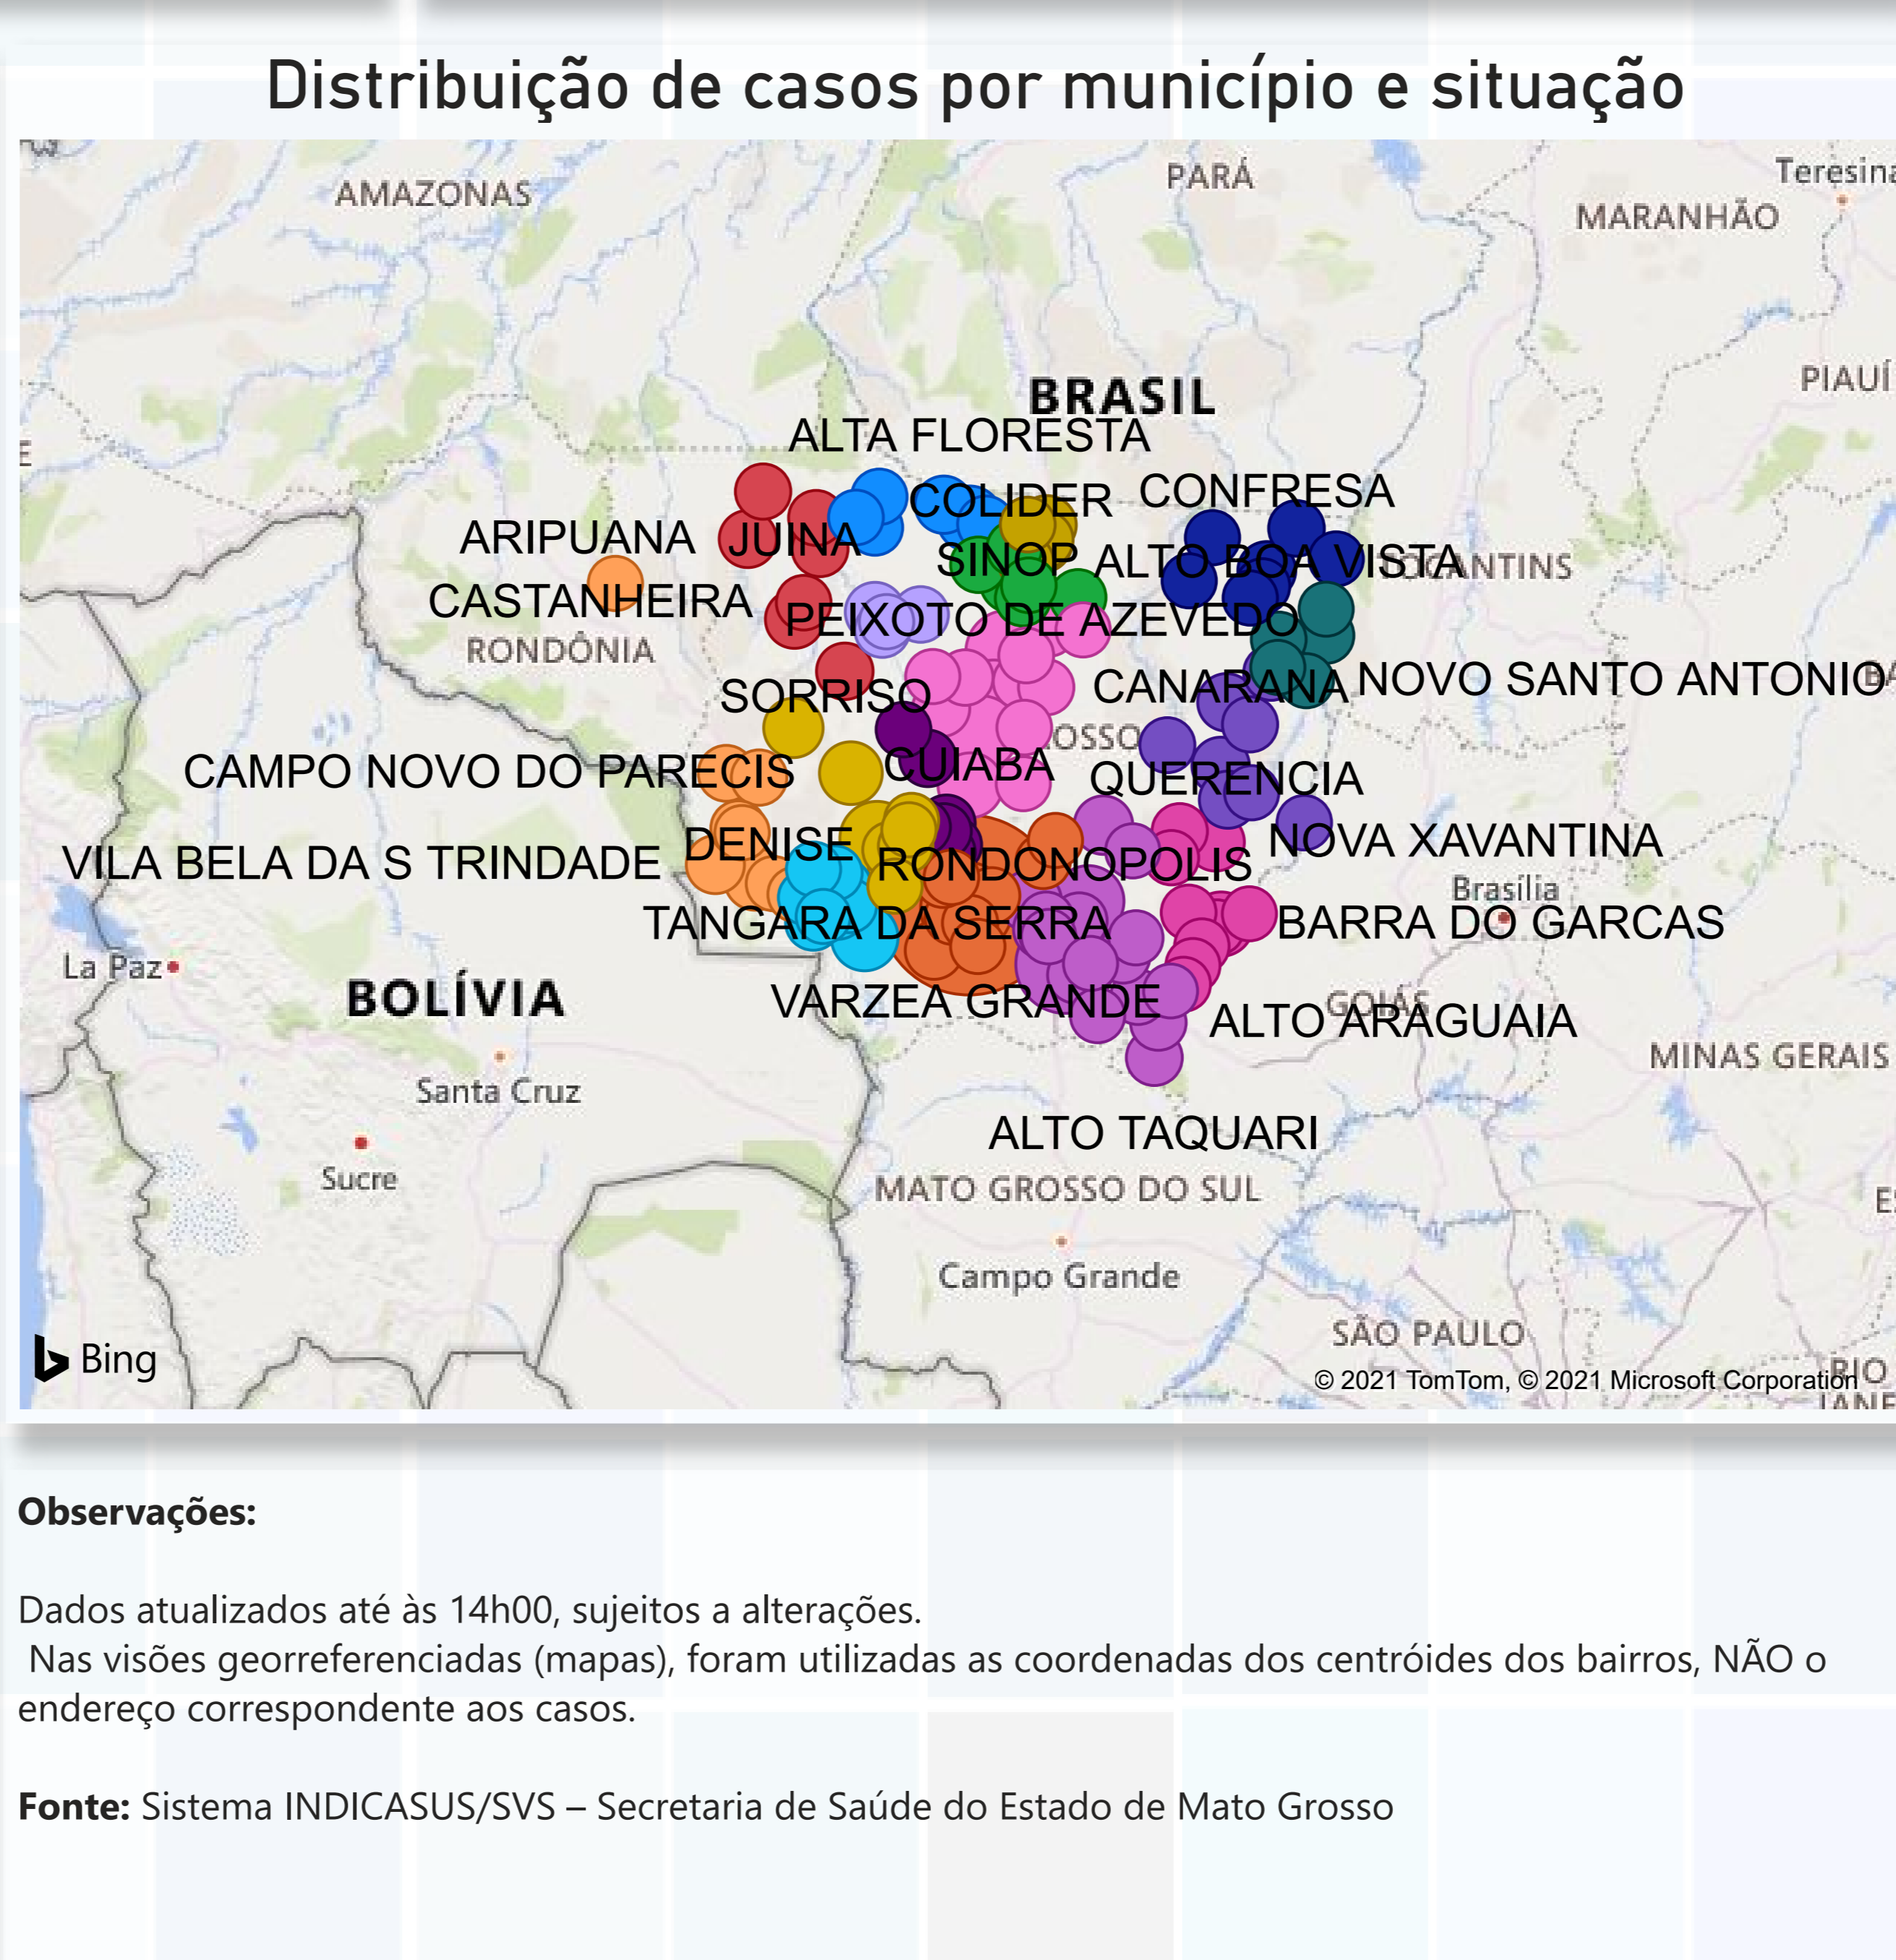 Distribuição de casos por município e situação
AMAZONAS
PARÁ
Teresina
MARANHÃO
PIAUÍ
BRASIL
ALTA FLORESTA
COLIDER
CONFRESA
ARIPUANA
JUINA
SINOP
ALTO BOA VISTA
CASTANHEIRA
PEIXOTO DE AZEVEDO
RONDÔNIA
CANARANA
NOVO SANTO ANTONIO
SORRISO
OSSO
CAMPO NOVO DO PARECIS
CUIABA
QUERENCIA
DENISE
NOVA XAVANTINA
VILA BELA DA S TRINDADE
RONDONOPOLIS
Brasília
TANGARA DA SERRA
BARRA DO GARCAS
La Paz
BOLÍVIA
VARZEA GRANDE
GOIÁS
ALTO ARAGUAIA
MINAS GERAIS
Santa Cruz
ALTO TAQUARI
Sucre
MATO GROSSO DO SUL
Campo Grande
SÃO PAULO
Bing
© 2021 TomTom, © 2021 Microsoft Corporation
RIO
Observações:
Dados atualizados até às 14h00, sujeitos a alterações.
Nas visões georreferenciadas (mapas), foram utilizadas as coordenadas dos centróides dos bairros, NÃO o
endereço correspondente aos casos.
Fonte: Sistema INDICASUS/SVS – Secretaria de Saúde do Estado de Mato Grosso